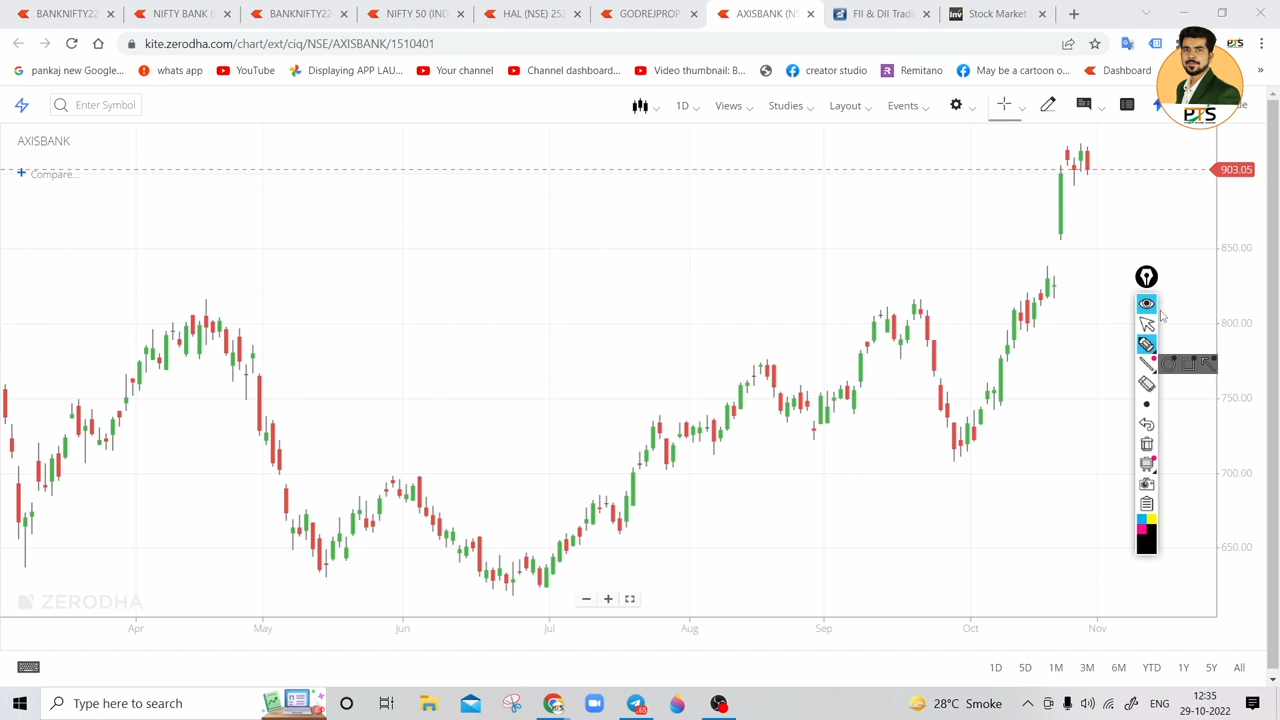 BANKNIFTY22
NIFTY BANK (
BANKNIFTY22
NIFTY 50 (IND
HAL (NSE) 252
GODREJPROP
AXISBANK (NS
FII & DII Tradi
Inv Stock Market
kite.zerodha.com/chart/ext/ciq/NSE/AXISBANK/1510401
PTS
pankaj new Google...
whats app
YouTube
Displaying APP LAU...
Your channel
Channel dashboard...
Video thumbnail: B...
creator studio
Remitano
May be a cartoon o...
Dashboard
»
Enter Symbol
1D
Views
Studies
Layout
Events
PTS
AXISBANK
Compare...
903.05
850.00
800.00
750.00
700.00
650.00
ZERODHA
Apr
May
Jun
Jul
Aug
Sep
Oct
Nov
1D
5D
1M
3M
6M
YTD
1Y
5Y
All
Type here to search
28°C Smoke
ENG
12:35
29-10-2022